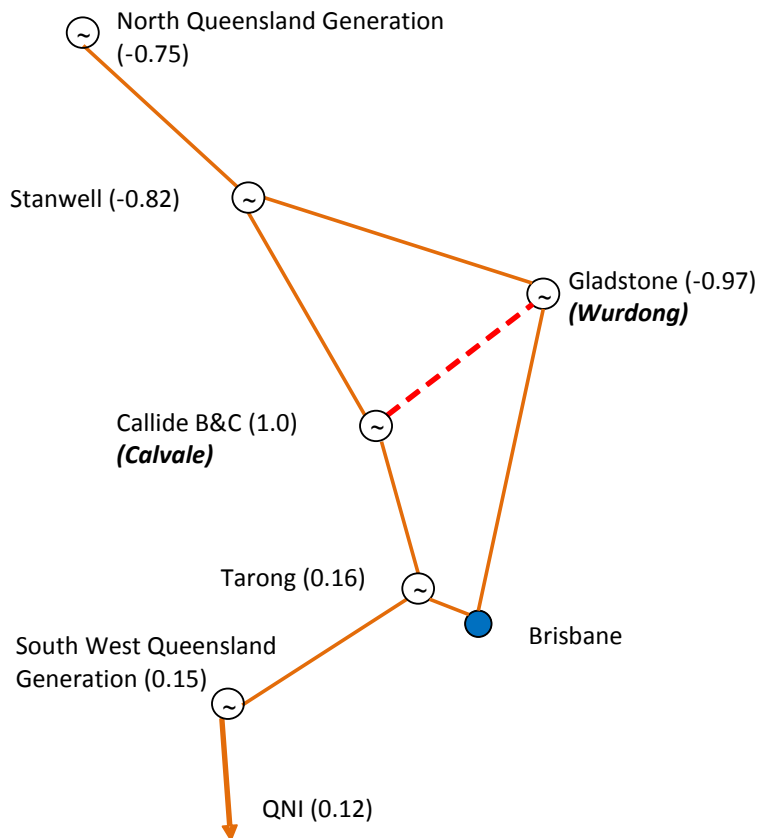 North Queensland Generation
(-0.75)
Stanwell (-0.82)
Gladstone (-0.97)
(Wurdong)
Callide B&C (1.0)
(Calvale)
Tarong (0.16)
Brisbane
South West Queensland
Generation (0.15)
QNI (0.12)